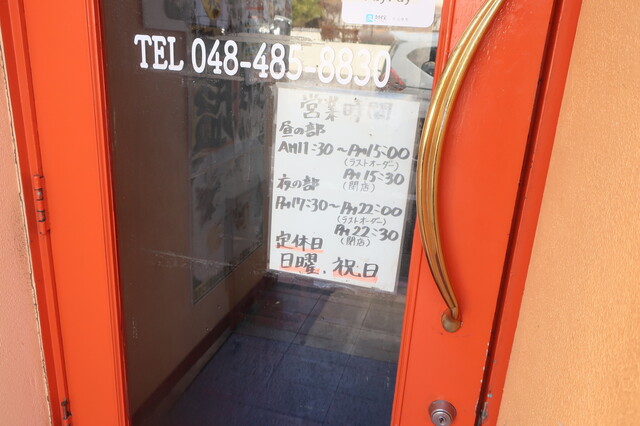 TEL 048-485-8830
営業時間
昼の部
AM11:30～PM15:00
(ラストオーダー)
PM15:30
(閉店)
夜の部
PM17:30～PM22:00
(ラストオーダー)
PM22:30
(閉店)
定休日
日曜、祝日